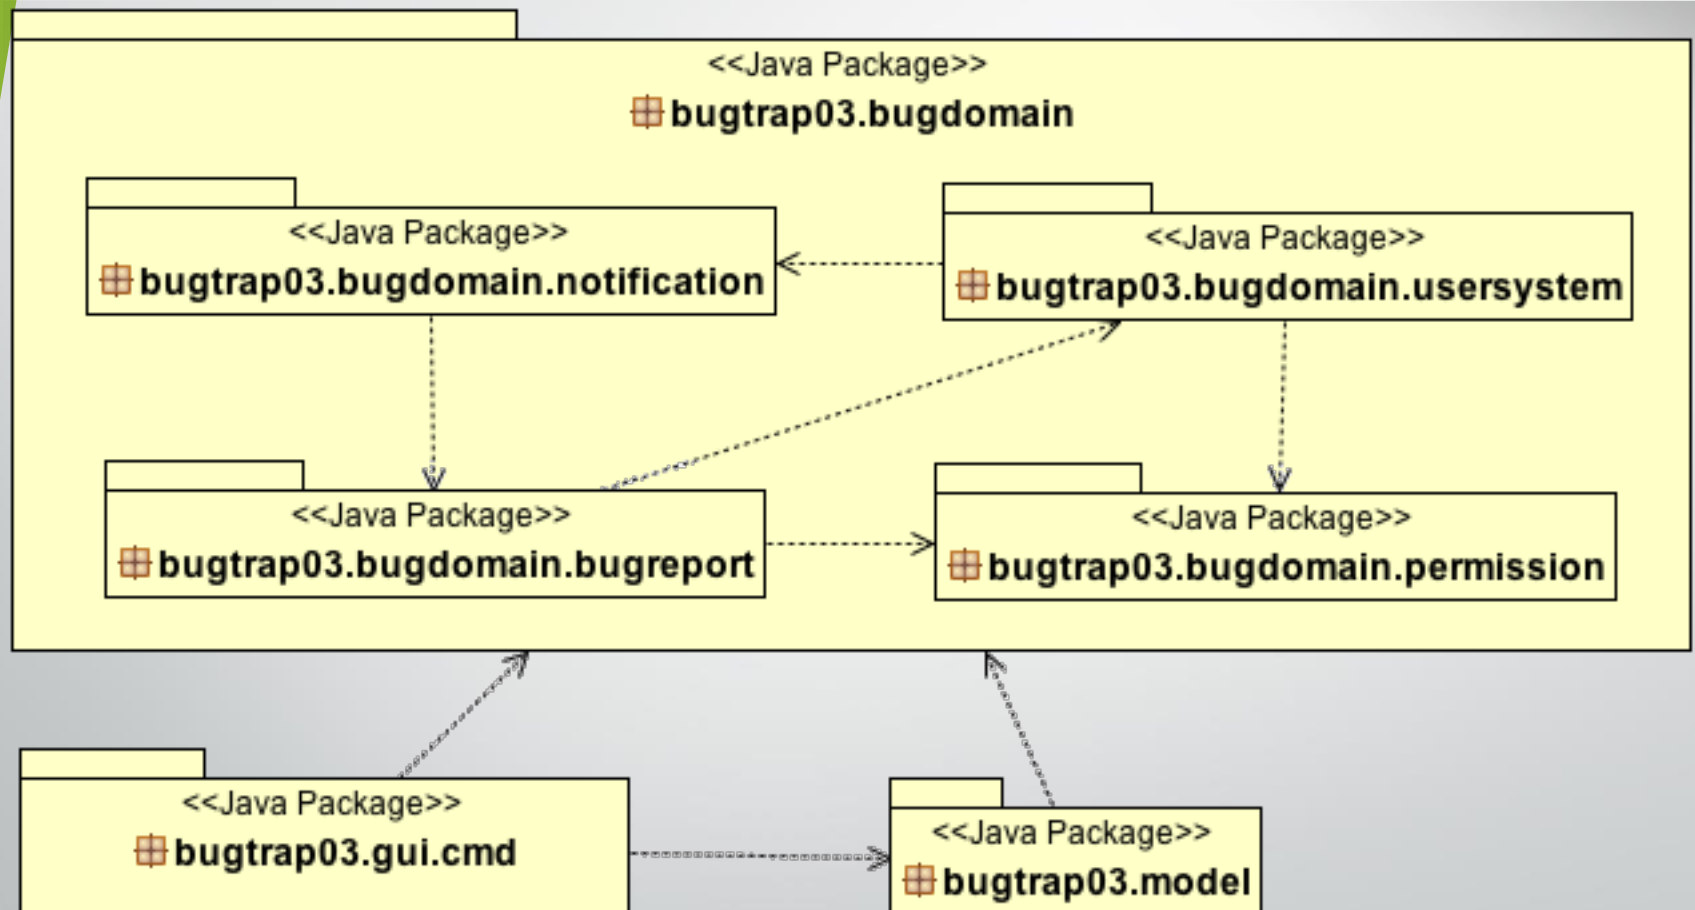 <<Java Package>>
bugtrap03.bugdomain
<<Java Package>>
bugtrap03.bugdomain.notification
<<Java Package>>
bugtrap03.bugdomain.usersystem
<<Java Package>>
bugtrap03.bugdomain.bugreport
<<Java Package>>
bugtrap03.bugdomain.permission
<<Java Package>>
bugtrap03.gui.cmd
<<Java Package>>
bugtrap03.model